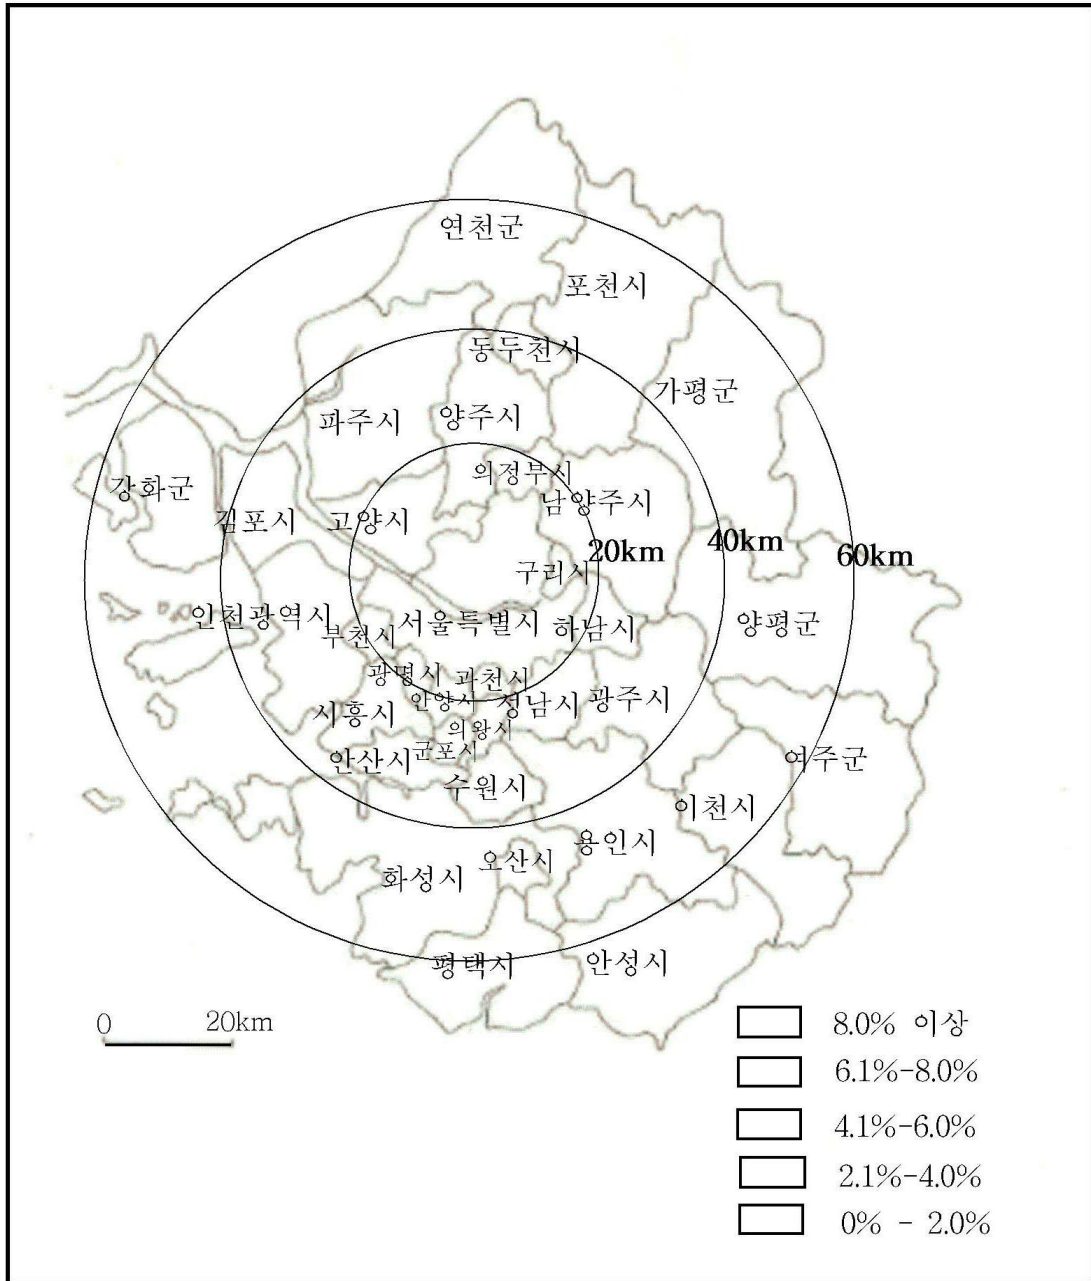 연천군
포천시
동두천시
가평군
파주시
양주시
의정부시
강화군
남양주시
김포시
고양시
20km
40km
60km
구리시
인천광역시
부천시
서울특별시
하남시
양평군
광명시
과천시
안양시
성남시
광주시
시흥시
의왕시
군포시
안산시
수원시
여주군
이천시
용인시
오산시
화성시
평택시
안성시
0 20km
8.0% 이상
6.1%-8.0%
4.1%-6.0%
2.1%-4.0%
0% - 2.0%